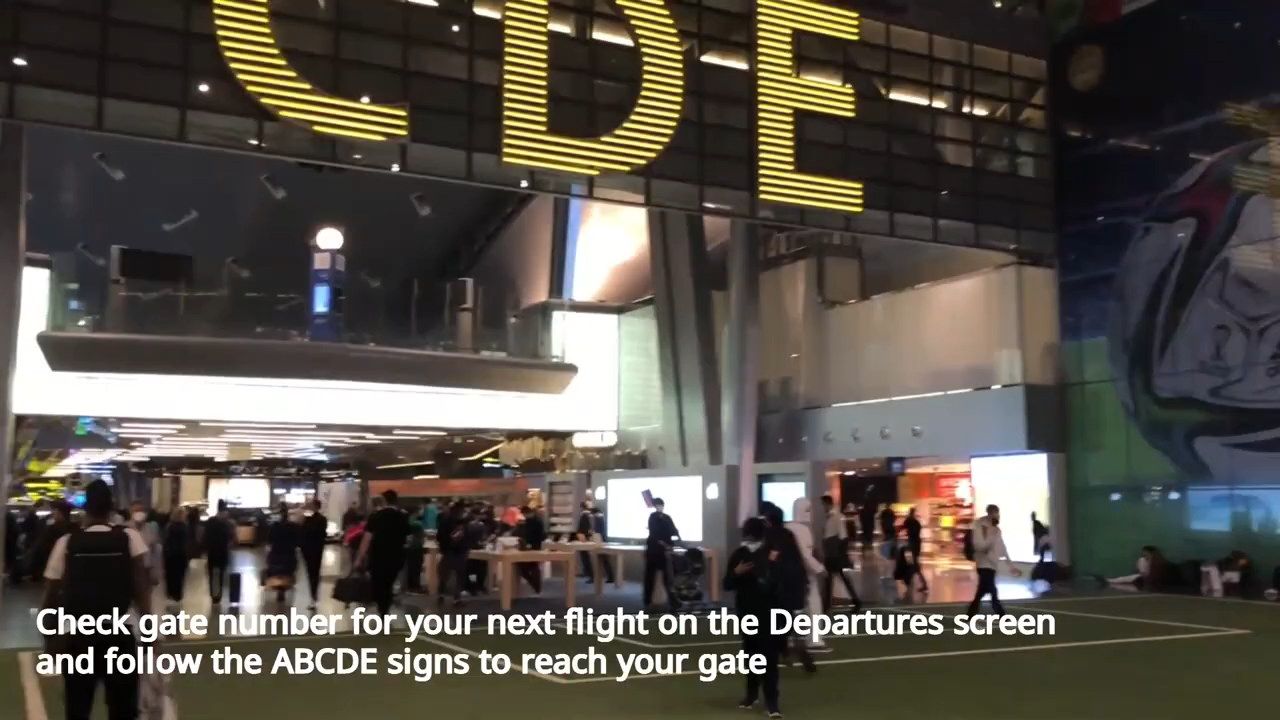 CDE
Check gate number for your next flight on the Departures screen
and follow the ABCDE signs to reach your gate